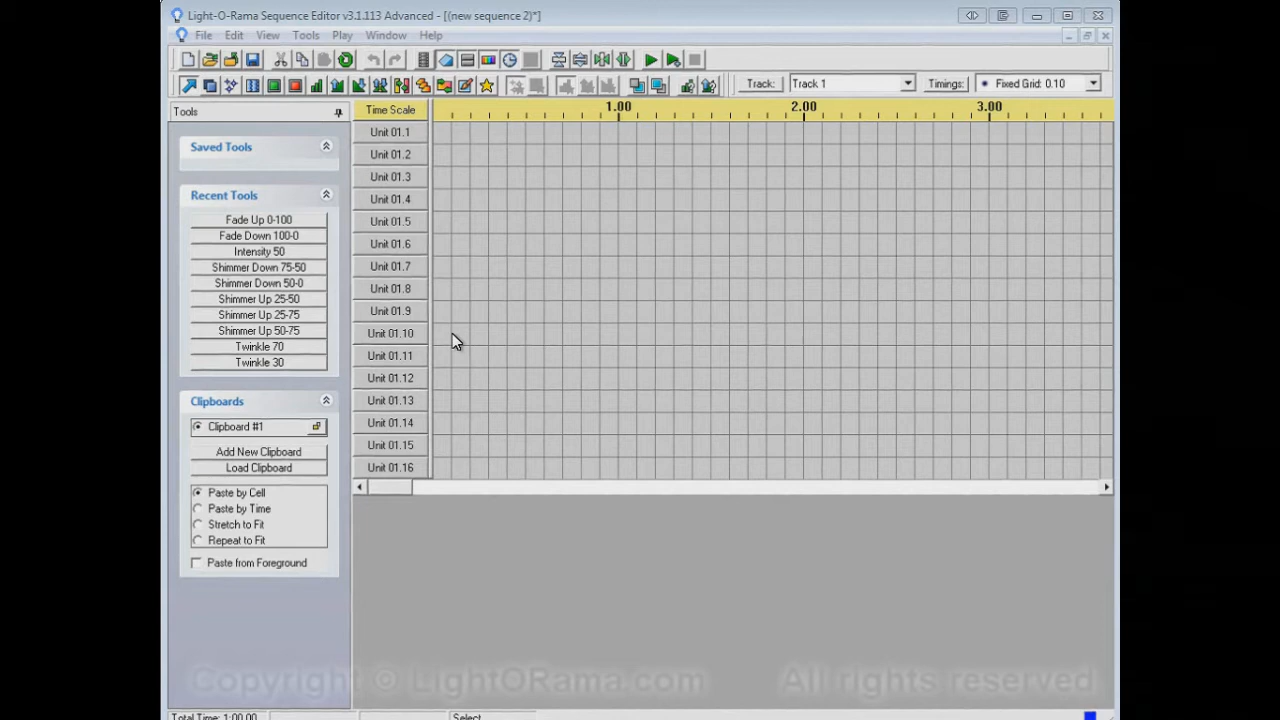 Light-O-Rama Sequence Editor v3.1.113 Advanced - [(new sequence 2)*]
File Edit View Tools Play Window Help
Track: Track 1 Timings: Fixed Grid: 0.10
Tools
Saved Tools
Recent Tools
Fade Up 0-100
Fade Down 100-0
Intensity 50
Shimmer Down 75-50
Shimmer Down 50-0
Shimmer Up 25-50
Shimmer Up 25-75
Shimmer Up 50-75
Twinkle 70
Twinkle 30
Clipboards
Clipboard #1
Add New Clipboard
Load Clipboard
Paste by Cell
Paste by Time
Stretch to Fit
Repeat to Fit
Paste from Foreground
Time Scale 1.00 2.00 3.00
Unit 01.1
Unit 01.2
Unit 01.3
Unit 01.4
Unit 01.5
Unit 01.6
Unit 01.7
Unit 01.8
Unit 01.9
Unit 01.10
Unit 01.11
Unit 01.12
Unit 01.13
Unit 01.14
Unit 01.15
Unit 01.16
Copyright © LightORama.com All rights reserved
Total Time: 1:00.00 Select